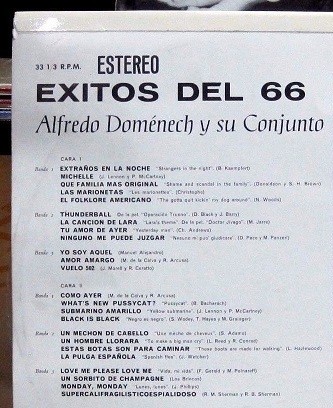 33 1/3 R.P.M. ESTEREO
EXITOS DEL 66
Alfredo Doménech y su Conjunto
CARA I
Banda 1 EXTRAÑOS EN LA NOCHE "Strangers in the night". (B. Kaempfert)
MICHELLE (J. Lennon y P. McCartney)
QUE FAMILIA MAS ORIGINAL "Shame and scandal in the family". (Donaldson y S. H. Brown)
LAS MARIONETAS "Les marionettes". (Christophe)
EL FOLKLORE AMERICANO "The gotta quit kickin' my dog around". (N. Woods)
Banda 2 THUNDERBALL De la pel. "Operación Trueno". (D. Black y J. Barry)
LA CANCION DE LARA "Lara's theme". De la pel. "Doctor Jivago". (M. Jarre)
TU AMOR DE AYER "Yesterday man". (Ch. Andrews)
NINGUNO ME PUEDE JUZGAR "Nessuno mi puo' giudicare". (D. Pace y M. Panzeri)
Banda 3 YO SOY AQUEL (Manuel Alejandro)
AMOR AMARGO (M. de la Calva y R. Arcusa)
VUELO 502 (J. Morell y R. Ceratto)
CARA II
Banda 1 COMO AYER (M. de la Calva y R. Arcusa)
WHAT'S NEW PUSSYCAT? "Pussycat". (B. Bacharach)
SUBMARINO AMARILLO "Yellow submarine". (J. Lennon y P. McCartney)
BLACK IS BLACK "Negro es negro". (S. Wadey, T. Hayes y M. Grainger)
Banda 2 UN MECHON DE CABELLO "Une mèche de cheveux". (S. Adamo)
UN HOMBRE LLORARA "To make a big man cry". (L. Reed y R. Conrad)
ESTAS BOTAS SON PARA CAMINAR "These boots are made for walking". (L. Hazlewood)
LA PULGA ESPAÑOLA "Spanish flea". (J. Wetcher)
Banda 3 LOVE ME PLEASE LOVE ME "Vida, mi vida". (F. Gerald y M. Polnareff)
UN SORBITO DE CHAMPAGNE (Los Brincos)
MONDAY, MONDAY "Lunes, lunes". (J. Phillips)
SUPERCALIFRAGILISTICOESPIALIDOSO (R. M. Sherman y R. B. Sherman)